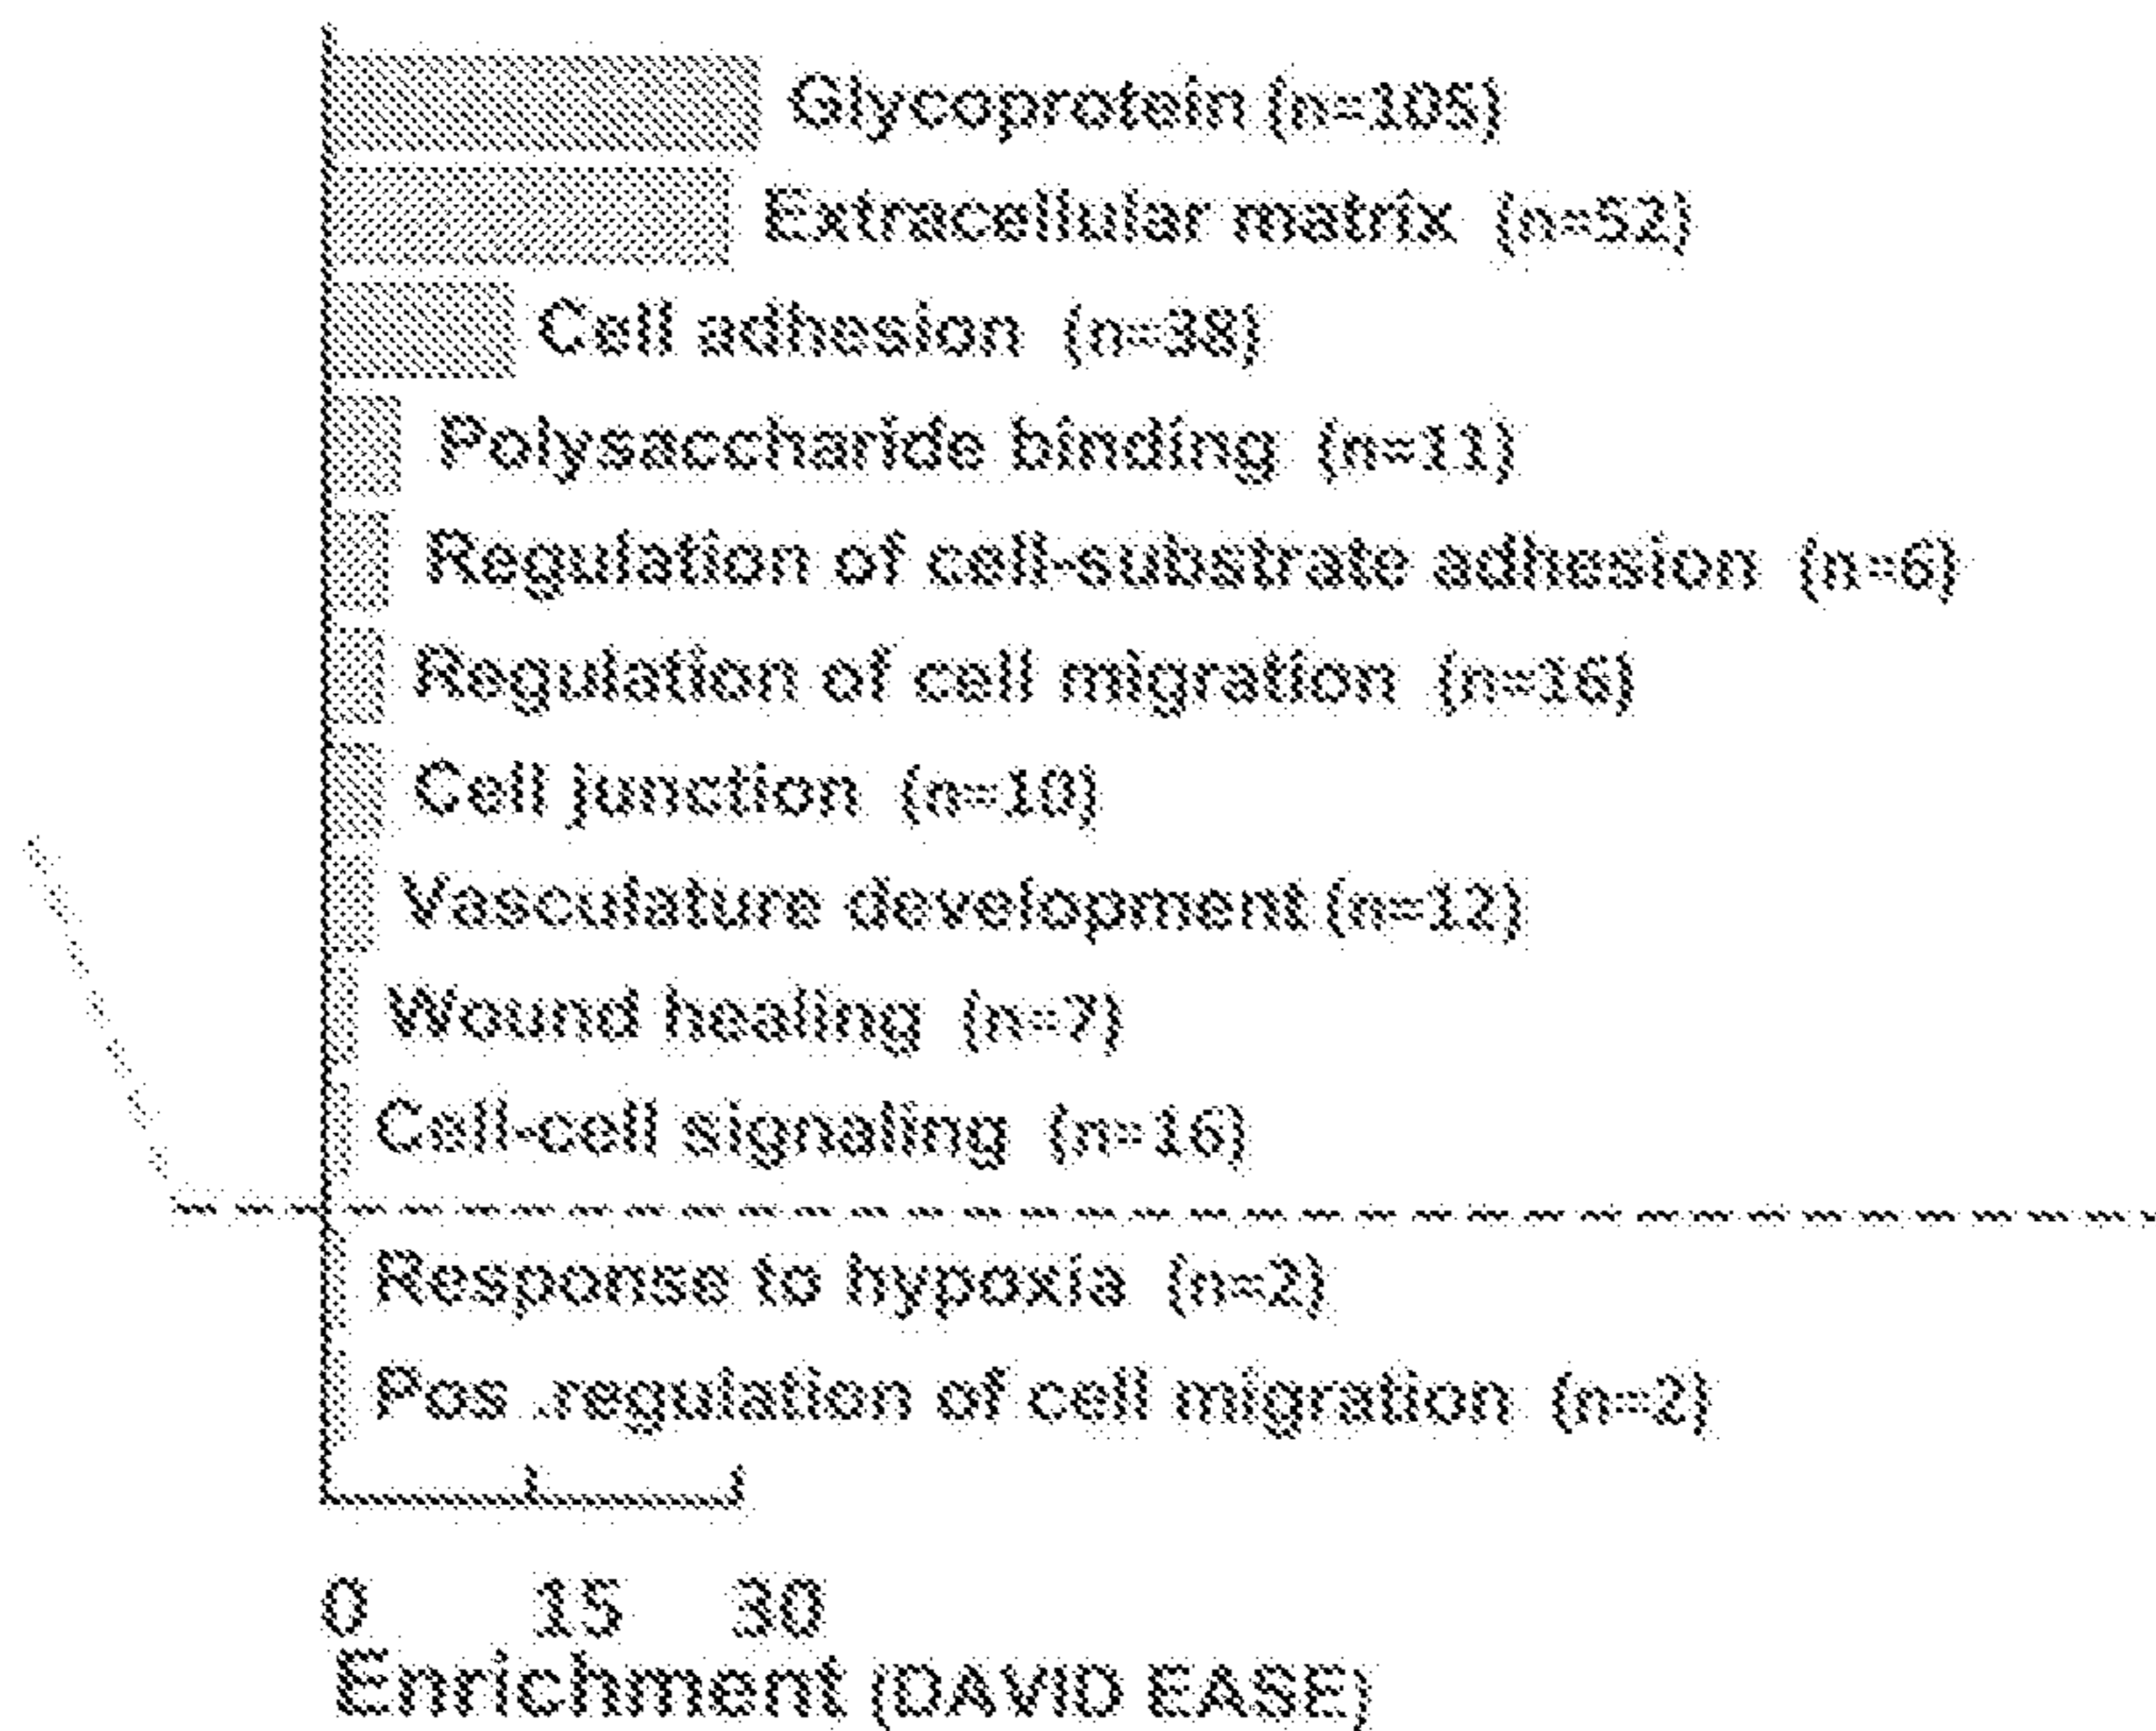 Glycoprotein (n=105)
Extracellular matrix (n=52)
Cell adhesion (n=38)
Polysaccharide binding (n=11)
Regulation of cell-substrate adhesion (n=6)
Regulation of cell migration (n=16)
Cell junction (n=10)
Vasculature development (n=12)
Wound healing (n=7)
Cell-cell signaling (n=16)
Response to hypoxia (n=2)
Pos .regulation of cell migration (n=2)
0 15 30
Enrichment (DAVID EASE)